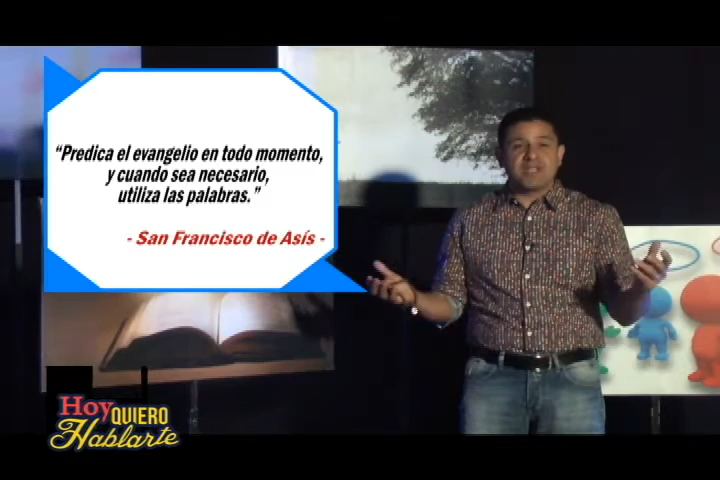 “Predica el evangelio en todo momento,
y cuando sea necesario,
utiliza las palabras.”
- San Francisco de Asís -
Hoy
QUIERO
Hablarte